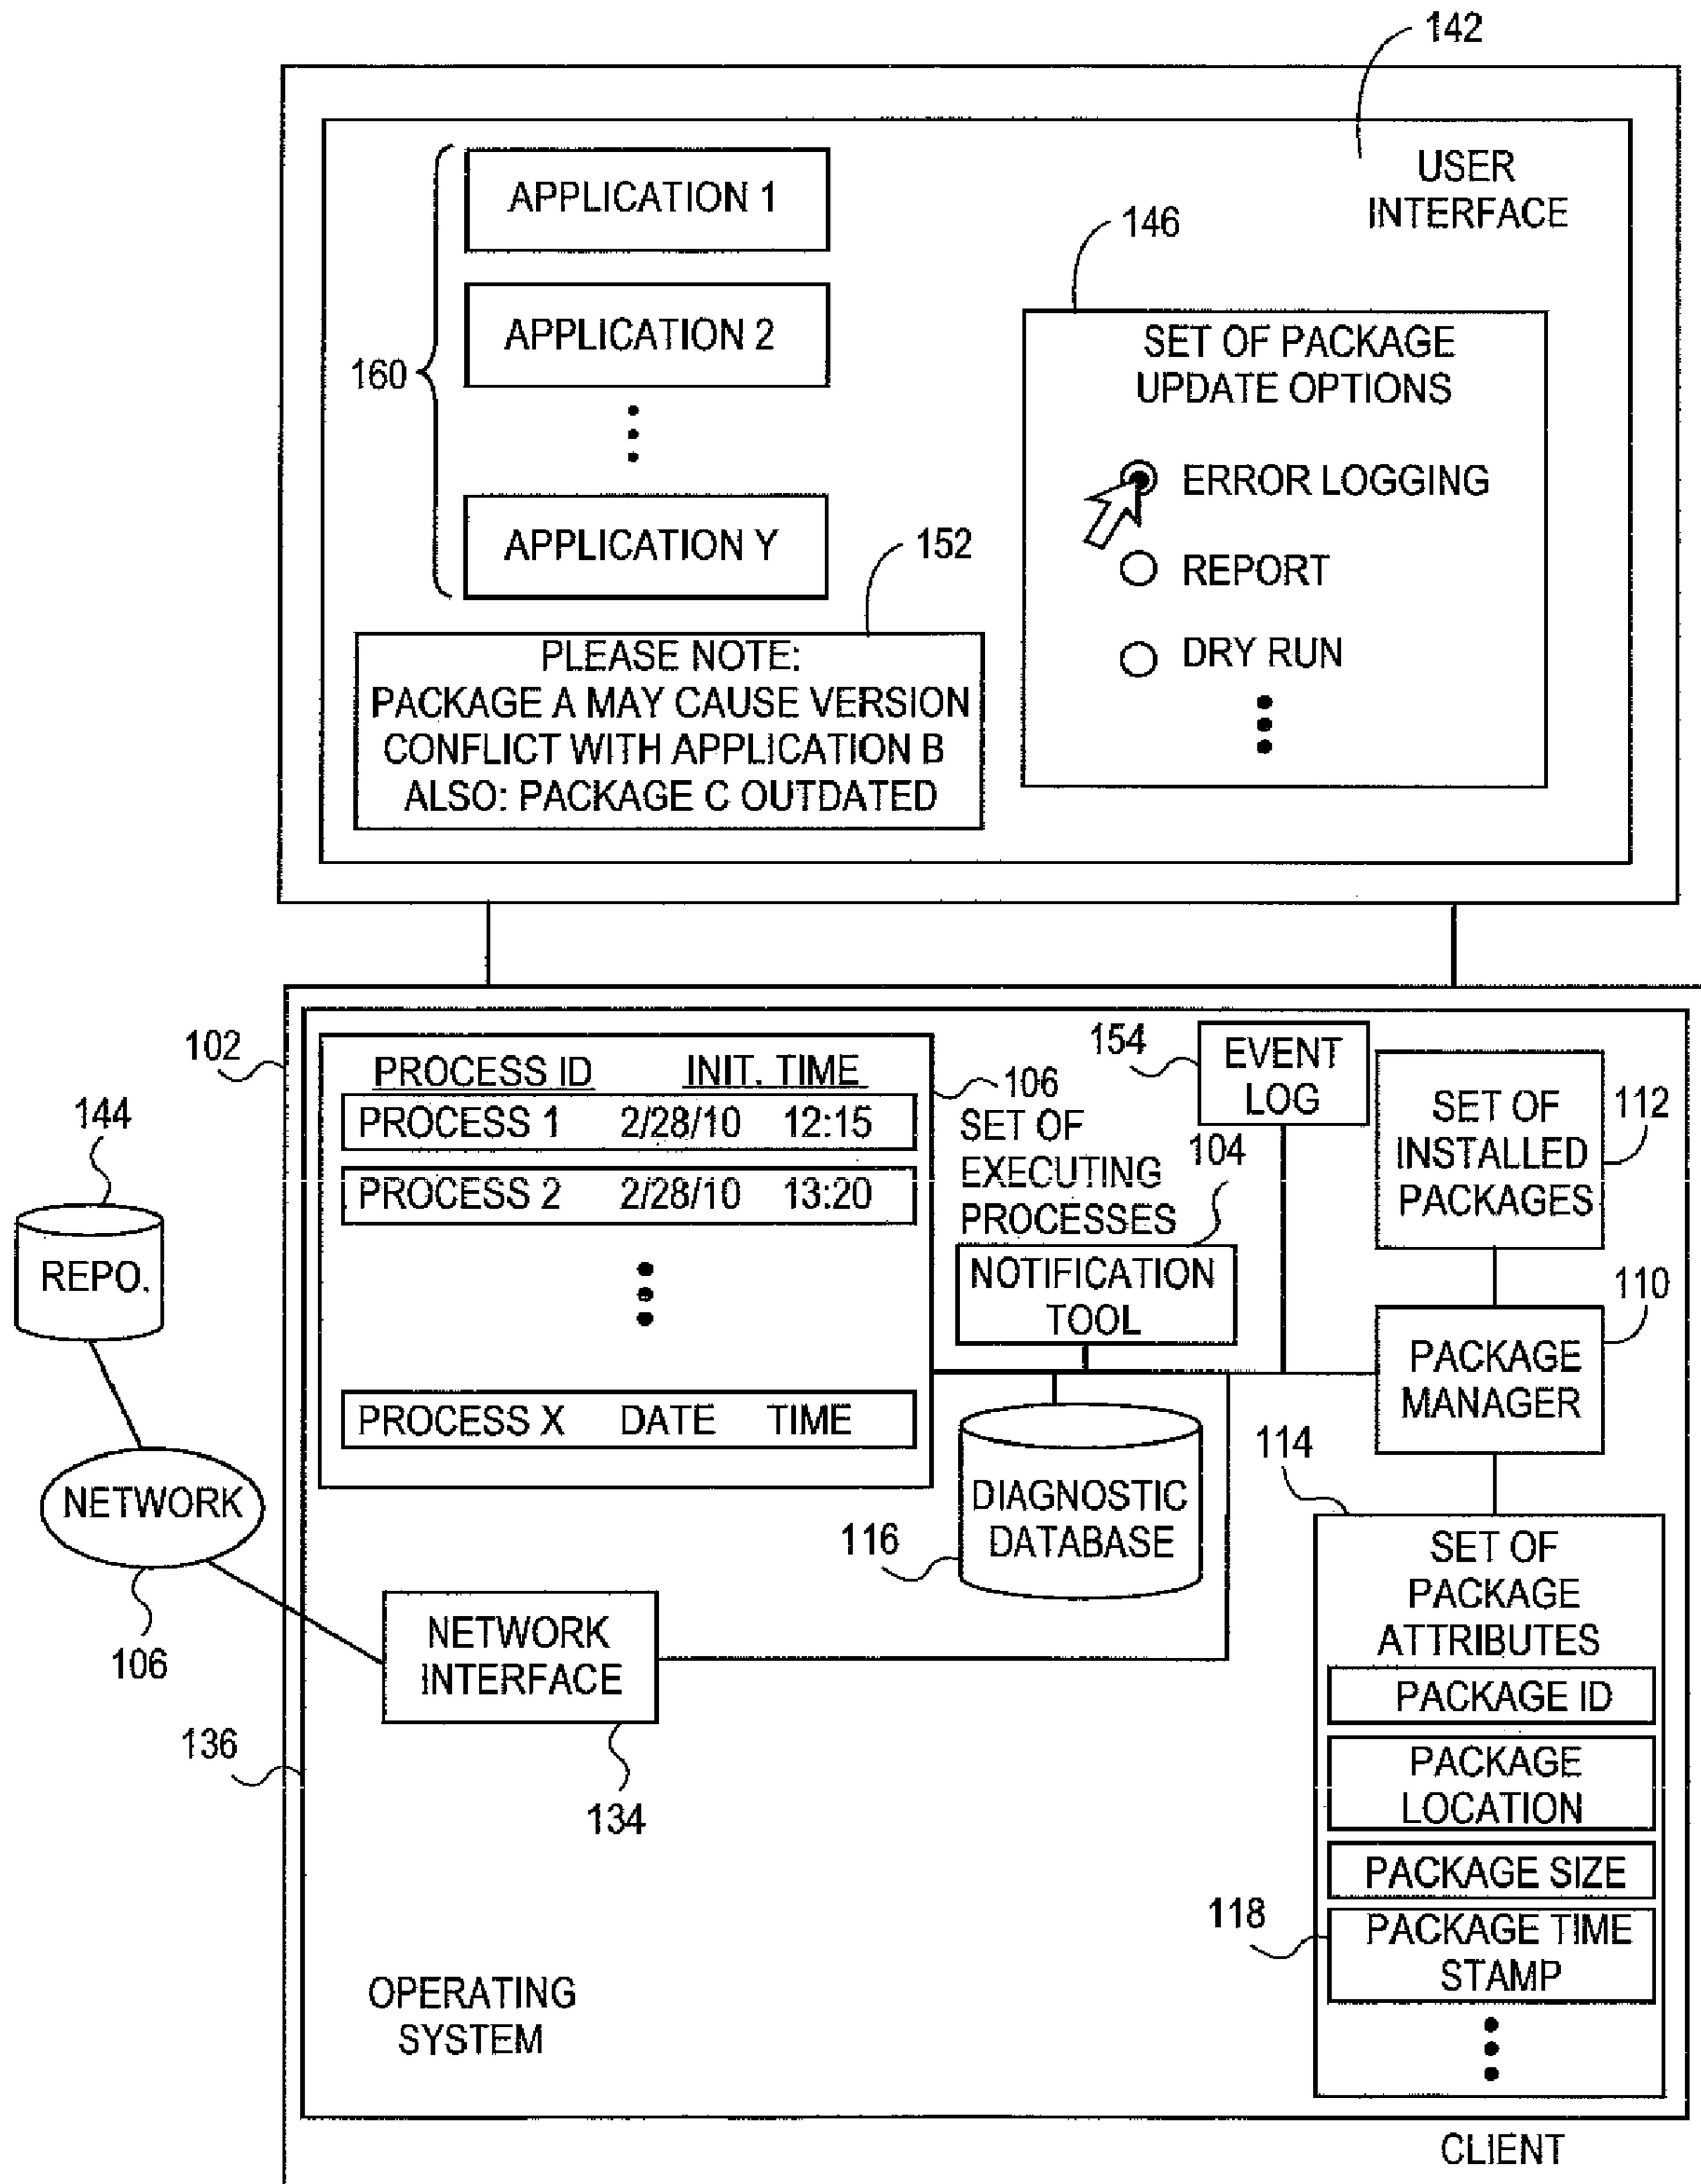 142
USER
INTERFACE
APPLICATION 1
APPLICATION 2
160
APPLICATION Y
146
SET OF PACKAGE
UPDATE OPTIONS
ERROR LOGGING
REPORT
DRY RUN
152
PLEASE NOTE:
PACKAGE A MAY CAUSE VERSION
CONFLICT WITH APPLICATION B
ALSO: PACKAGE C OUTDATED
102
PROCESS ID INIT. TIME
PROCESS 1 2/28/10 12:15
PROCESS 2 2/28/10 13:20
PROCESS X DATE TIME
106
SET OF
EXECUTING
PROCESSES
154
EVENT
LOG
104
NOTIFICATION
TOOL
SET OF
INSTALLED
PACKAGES
112
110
PACKAGE
MANAGER
144
REPO.
NETWORK
106
DIAGNOSTIC
DATABASE
116
NETWORK
INTERFACE
134
136
114
SET OF
PACKAGE
ATTRIBUTES
PACKAGE ID
PACKAGE
LOCATION
PACKAGE SIZE
118
PACKAGE TIME
STAMP
OPERATING
SYSTEM
CLIENT